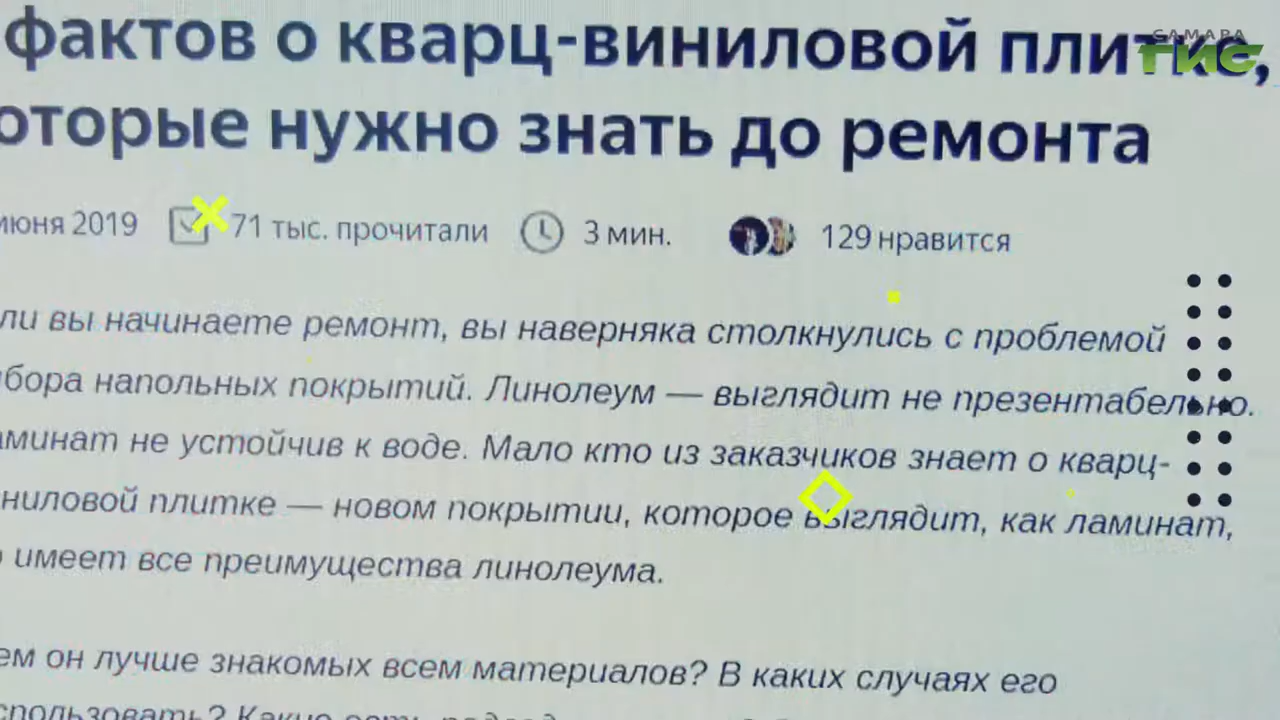 фактов о кварц-виниловой плитке,
оторые нужно знать до ремонта
июня 2019 71 тыс. прочитали 3 мин. 129 нравится
ли вы начинаете ремонт, вы наверняка столкнулись с проблемой
бора напольных покрытий. Линолеум — выглядит не презентабельно.
минат не устойчив к воде. Мало кто из заказчиков знает о кварц-
ниловой плитке — новом покрытии, которое выглядит, как ламинат,
о имеет все преимущества линолеума.
ем он лучше знакомых всем материалов? В каких случаях его
САМАРА
ГИС